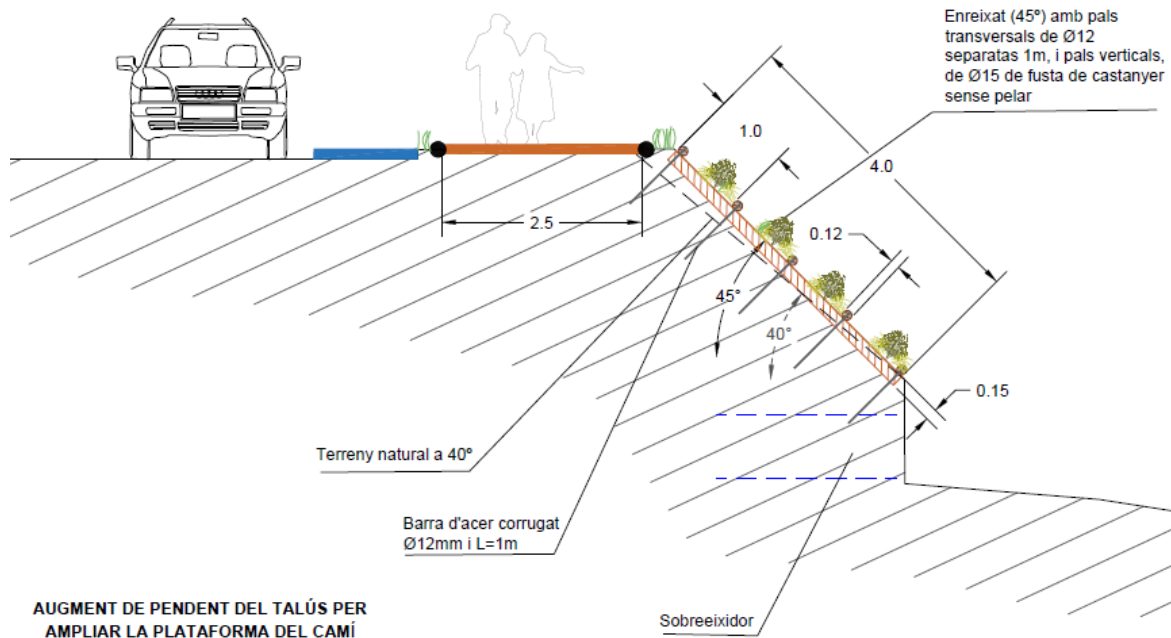 Enreixat (45º) amb pals
transversals de Ø12
separatas 1m, i pals verticals,
de Ø15 de fusta de castanyer
sense pelar
1.0
4.0
2.5
0.12
45°
40°
0.15
Terreny natural a 40º
Barra d'acer corrugat
Ø12mm i L=1m
Sobreeixidor
AUGMENT DE PENDENT DEL TALÚS PER
AMPLIAR LA PLATAFORMA DEL CAMÍ